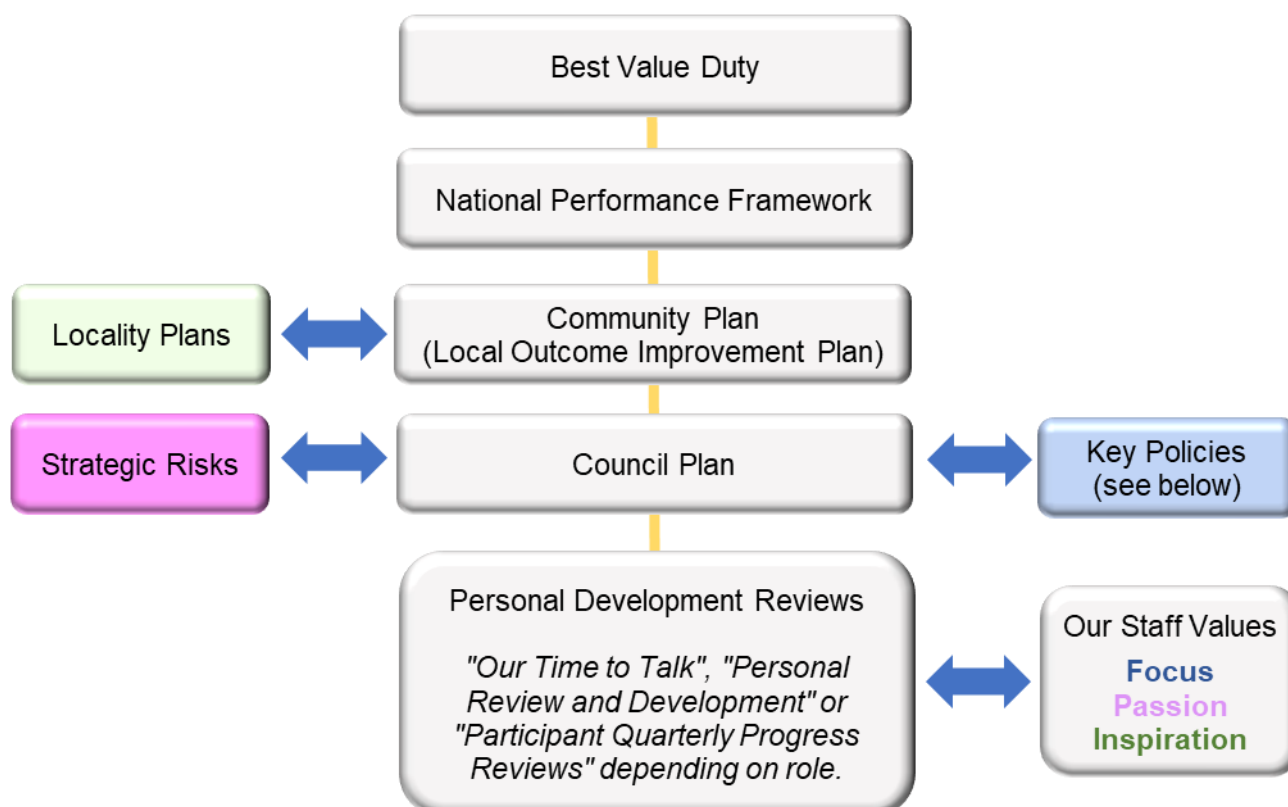 Best Value Duty
National Performance Framework
Locality Plans
Community Plan
(Local Outcome Improvement Plan)
Strategic Risks
Council Plan
Key Policies
(see below)
Personal Development Reviews
"Our Time to Talk", "Personal
Review and Development" or
"Participant Quarterly Progress
Reviews" depending on role.
Our Staff Values
Focus
Passion
Inspiration